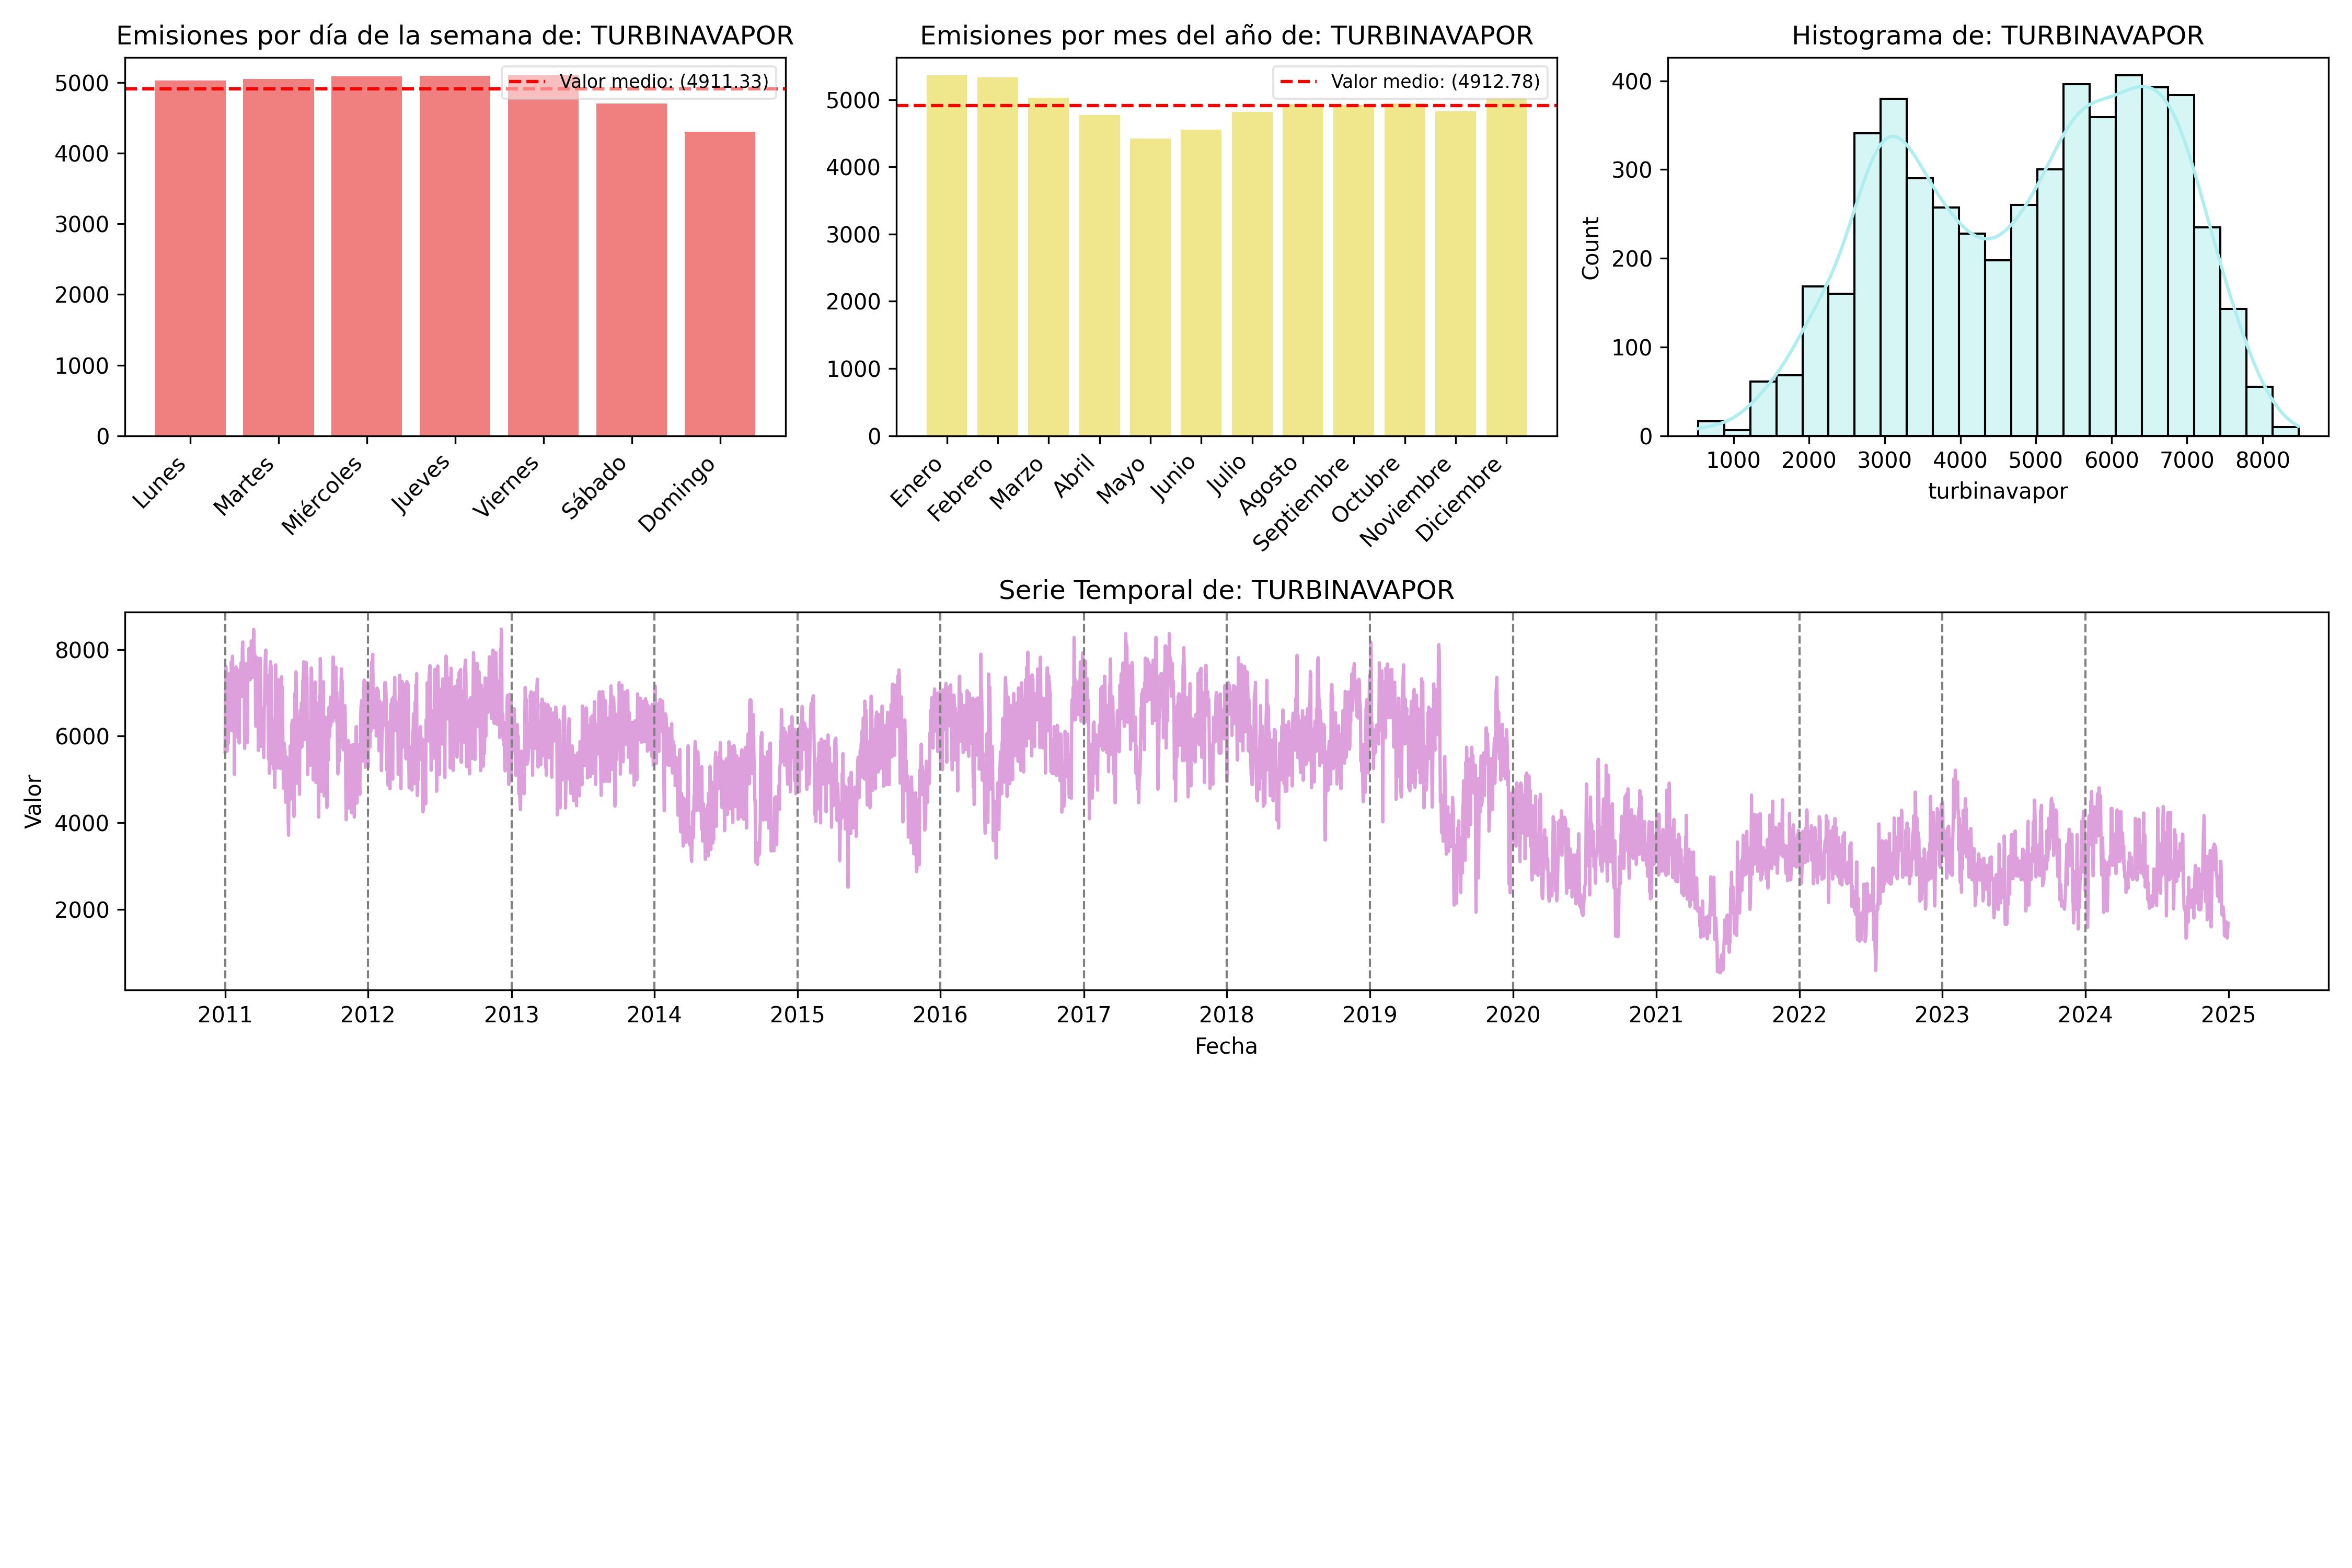 Emisiones por día de la semana de: TURBINAVAPOR
Valor medio: (4911.33)
5000
4000
3000
2000
1000
0
Lunes
Martes
Miércoles
Jueves
Viernes
Sábado
Domingo
Emisiones por mes del año de: TURBINAVAPOR
Valor medio: (4912.78)
5000
4000
3000
2000
1000
0
Enero
Febrero
Marzo
Abril
Mayo
Junio
Julio
Agosto
Septiembre
Octubre
Noviembre
Diciembre
Histograma de: TURBINAVAPOR
Count
400
300
200
100
0
1000 2000 3000 4000 5000 6000 7000 8000
turbinavapor
Serie Temporal de: TURBINAVAPOR
Valor
8000
6000
4000
2000
2011 2012 2013 2014 2015 2016 2017 2018 2019 2020 2021 2022 2023 2024 2025
Fecha